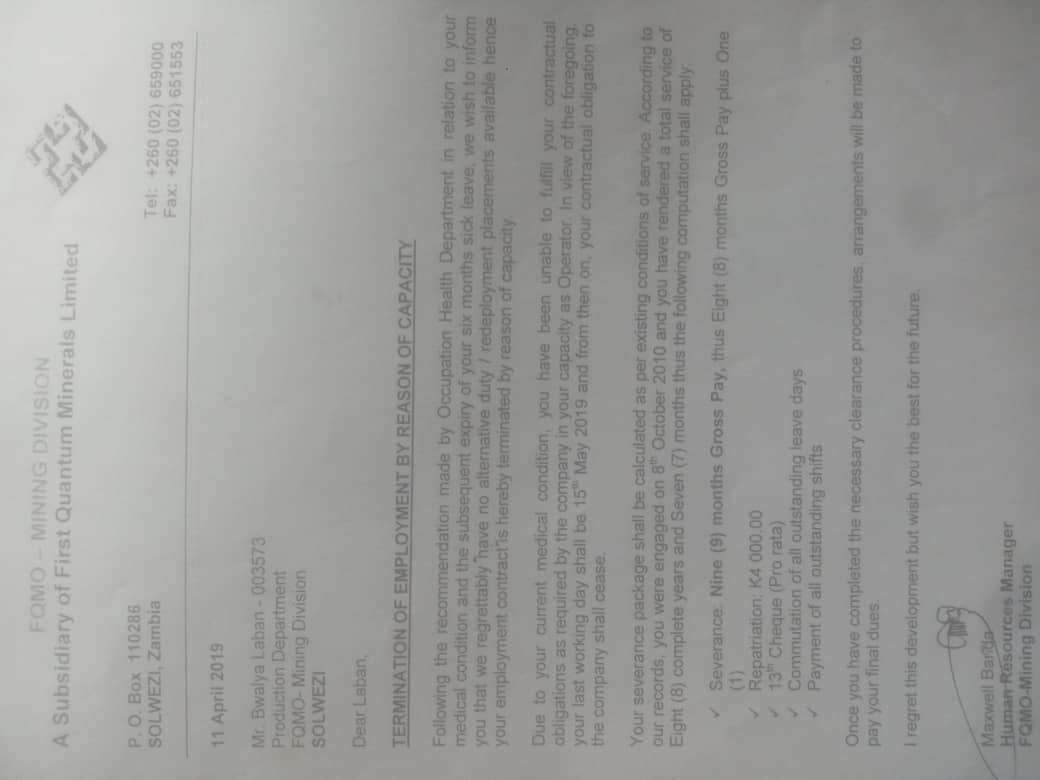 FQMO – MINING DIVISION
A Subsidiary of First Quantum Minerals Limited
P. O. Box 110286
SOLWEZI, Zambia
Tel: +260 (02) 659000
Fax: +260 (02) 651553
11 April 2019
Mr. Bwalya Laban - 003573
Production Department
FQMO- Mining Division
SOLWEZI
Dear Laban,
TERMINATION OF EMPLOYMENT BY REASON OF CAPACITY
Following the recommendation made by Occupation Health Department in relation to your
medical condition and the subsequent expiry of your six months sick leave, we wish to inform
you that we regrettably have no alternative duty / redeployment placements available hence
your employment contract is hereby terminated by reason of capacity.
Due to your current medical condition, you have been unable to fulfill your contractual
obligations as required by the company in your capacity as Operator. In view of the foregoing,
your last working day shall be 15th May 2019 and from then on, your contractual obligation to
the company shall cease.
Your severance package shall be calculated as per existing conditions of service. According to
our records, you were engaged on 8th October 2010 and you have rendered a total service of
Eight (8) complete years and Seven (7) months thus the following computation shall apply:
✓ Severance: Nine (9) months Gross Pay, thus Eight (8) months Gross Pay plus One
(1)
✓ Repatriation: K4 000.00
✓ 13th Cheque (Pro rata)
✓ Commutation of all outstanding leave days
✓ Payment of all outstanding shifts
Once you have completed the necessary clearance procedures, arrangements will be made to
pay your final dues.
I regret this development but wish you the best for the future.
Maxwell Banda
Human Resources Manager
FQMO-Mining Division